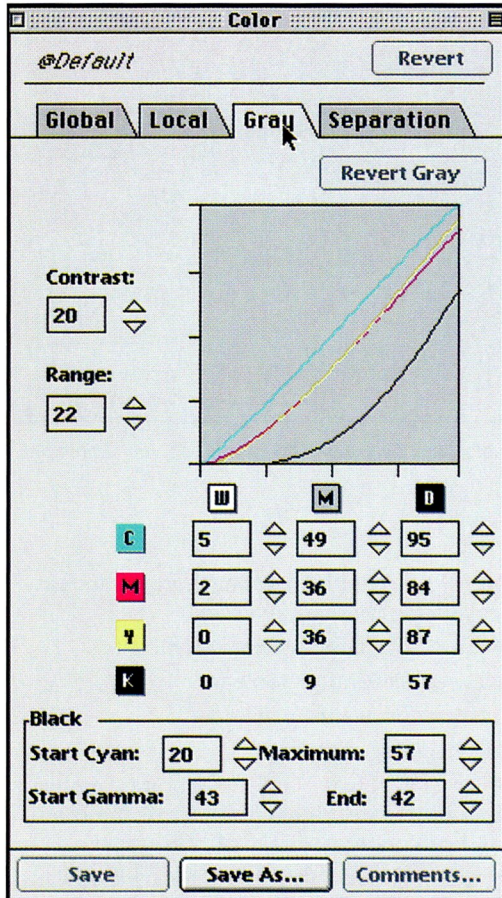 Color
@Default Revert
Global Local Gray Separation
Revert Gray
Contrast:
20
Range:
22
W M D
C 5 49 95
M 2 36 84
Y 0 36 87
K 0 9 57
Black
Start Cyan: 20 Maximum: 57
Start Gamma: 43 End: 42
Save Save As... Comments...